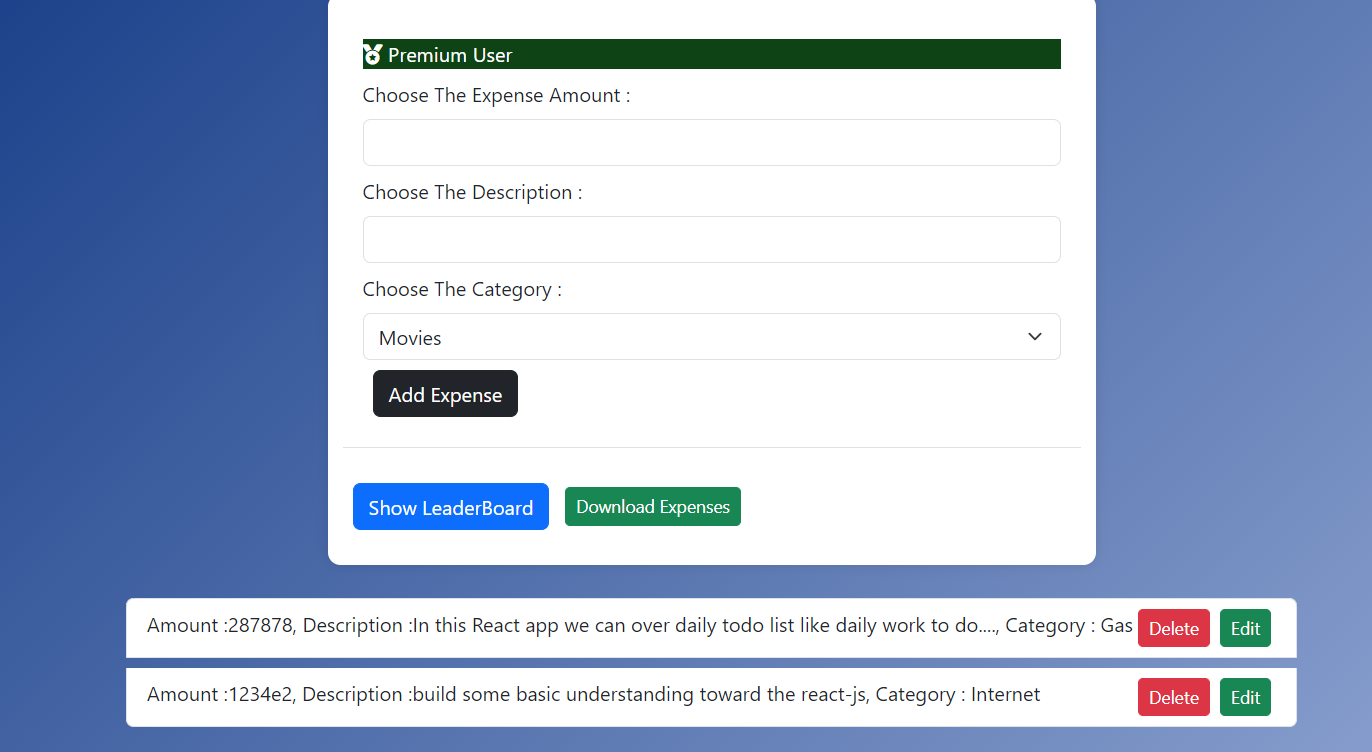 Premium User
Choose The Expense Amount :
Choose The Description :
Choose The Category :
Movies
Add Expense
Show LeaderBoard Download Expenses
Amount :287878, Description :In this React app we can over daily todo list like daily work to do...., Category : Gas Delete Edit
Amount :1234e2, Description :build some basic understanding toward the react-js, Category : Internet Delete Edit